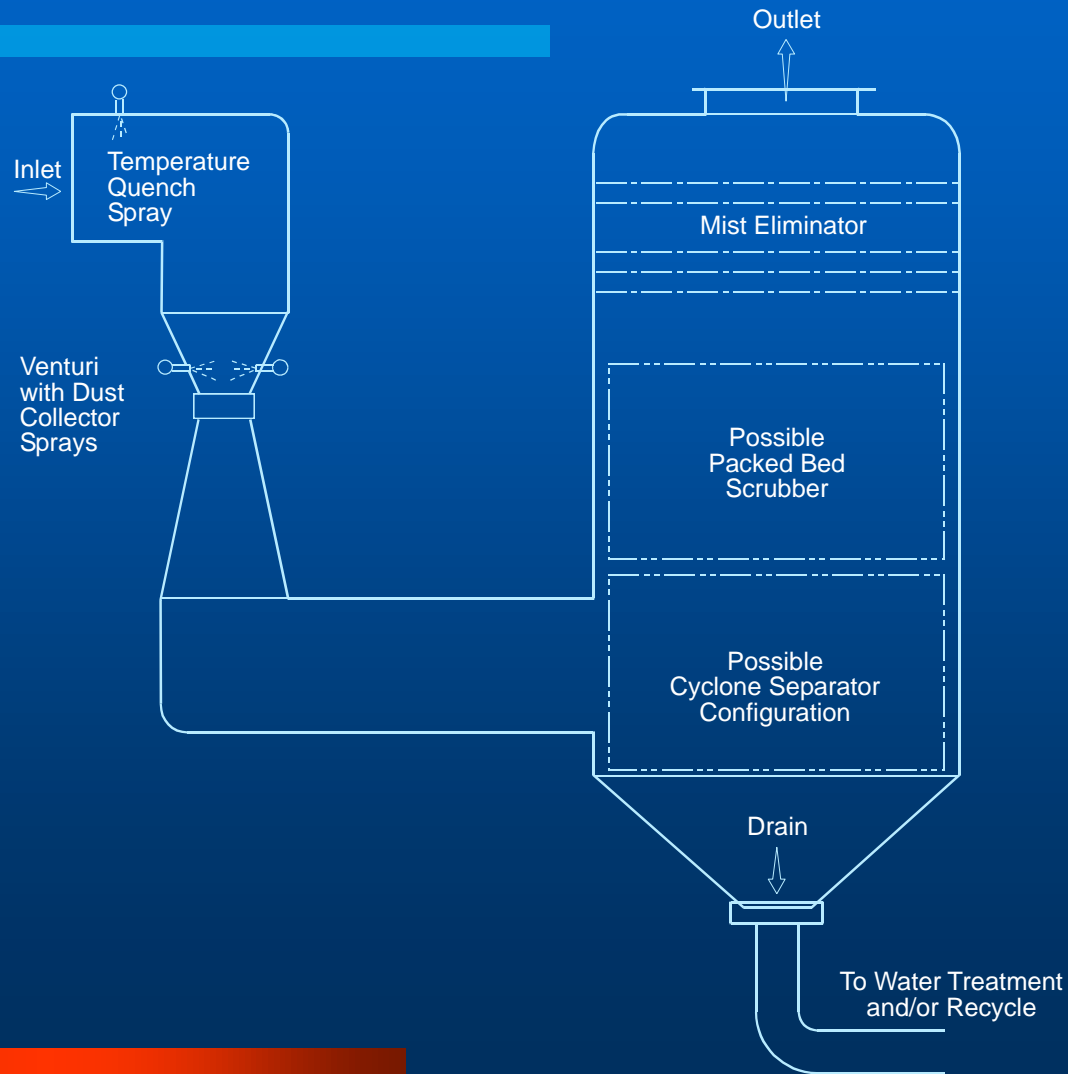 Outlet
Inlet
Temperature
Quench
Spray
Mist Eliminator
Venturi
with Dust
Collector
Sprays
Possible
Packed Bed
Scrubber
Possible
Cyclone Separator
Configuration
Drain
To Water Treatment
and/or Recycle